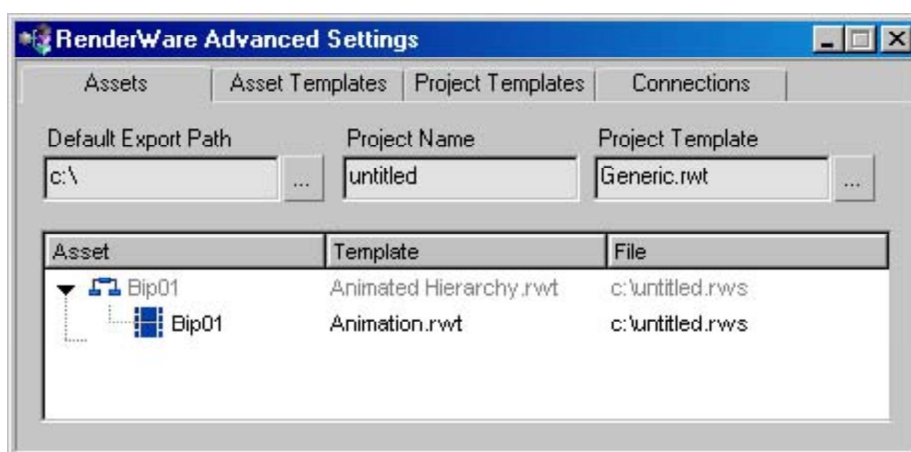 RenderWare Advanced Settings
Assets Asset Templates Project Templates Connections
Default Export Path Project Name Project Template
c:\ ... untitled Generic.rwt ...
Asset Template File
Bip01 Animated Hierarchy.rwt c:\untitled.rws
Bip01 Animation.rwt c:\untitled.rws